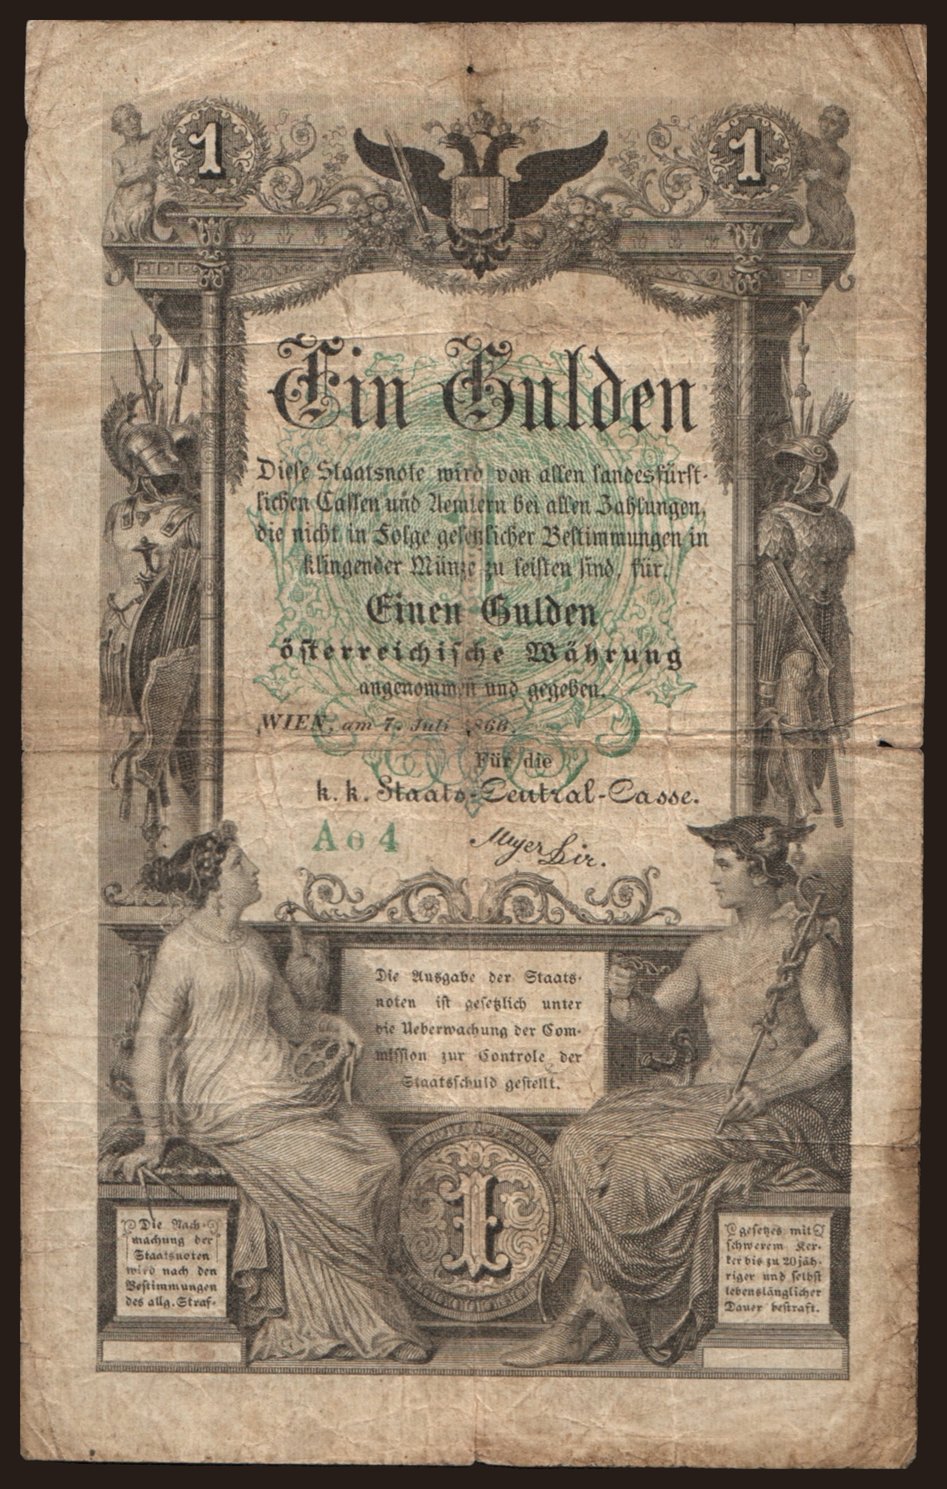 1 1
Ein Gulden
Diese Staatsnote wird von allen landesfürst-
lichen Cassen und Aemtern bei allen Zahlungen,
die nicht in Folge gesetzlicher Bestimmungen in
klingender Münze zu leisten sind, für
Einen Gulden
österreichische Währung
angenommen und gegeben.
WIEN, am 7. Juli 1866.
Für die
k. k. Staats-Central-Casse.
A o 4
Die Ausgabe der Staats-
noten ist gesetzlich unter
die Ueberwachung der Com-
mission zur Controle der
Staatsschuld gestellt.
1
Die Nach-
machung der
Staatsnoten
wird nach den
Bestimmungen
des allg. Straf-
gesetzes mit
schwerem Ker-
ker bis zu 20 jäh-
riger und selbst
lebenslänglicher
Dauer bestraft.